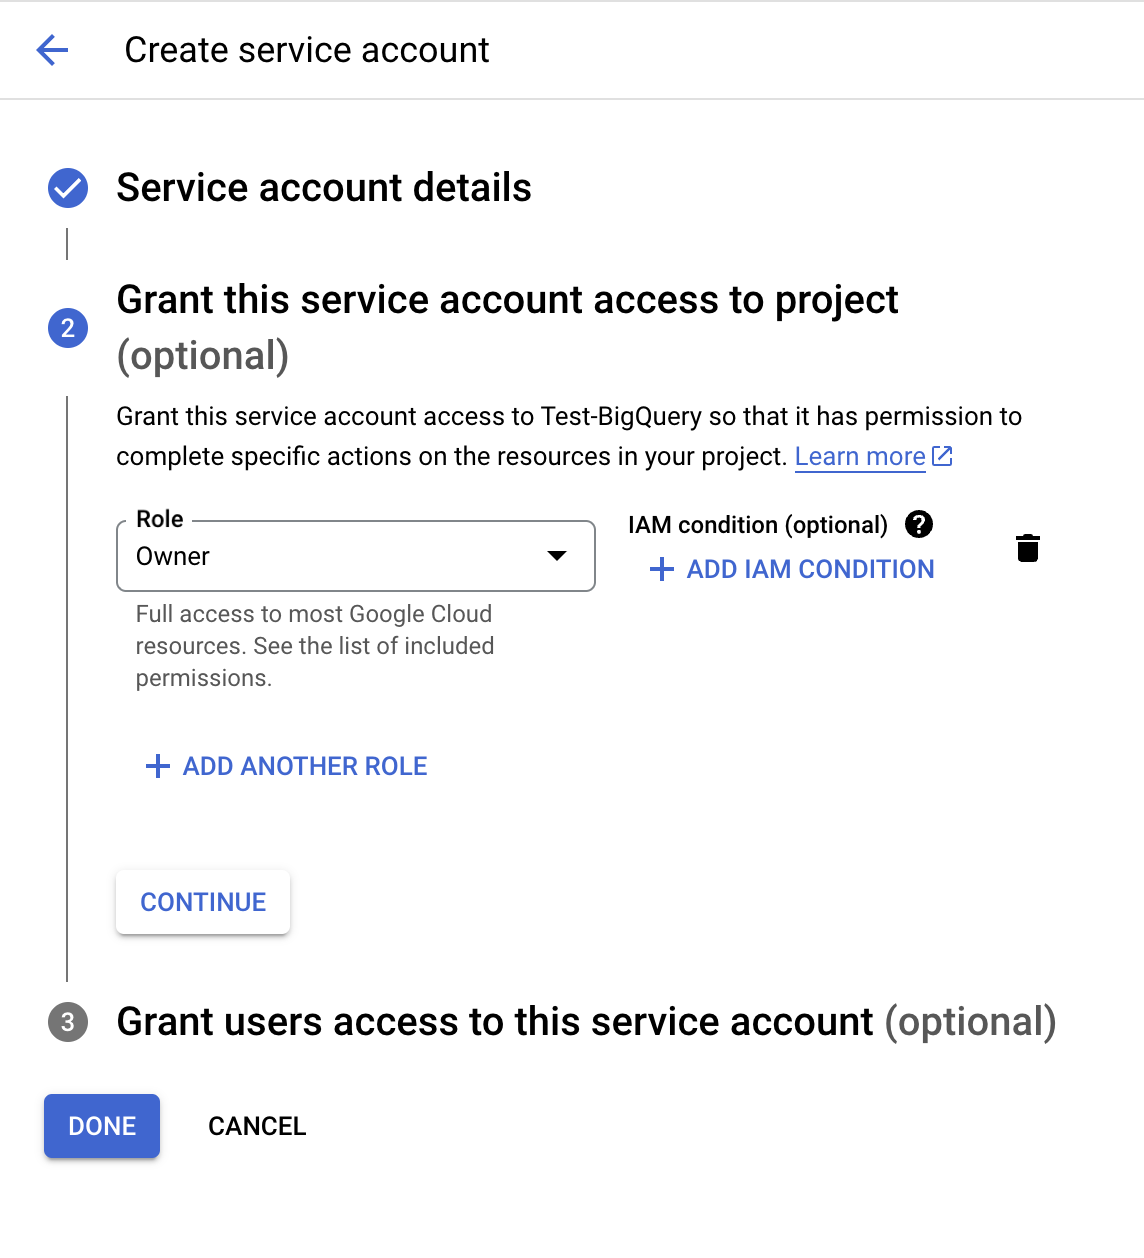 Create service account
Service account details
2
Grant this service account access to project
(optional)
Grant this service account access to Test-BigQuery so that it has permission to
complete specific actions on the resources in your project. Learn more
Role
Owner
IAM condition (optional)
ADD IAM CONDITION
Full access to most Google Cloud
resources. See the list of included
permissions.
ADD ANOTHER ROLE
CONTINUE
3
Grant users access to this service account (optional)
DONE
CANCEL